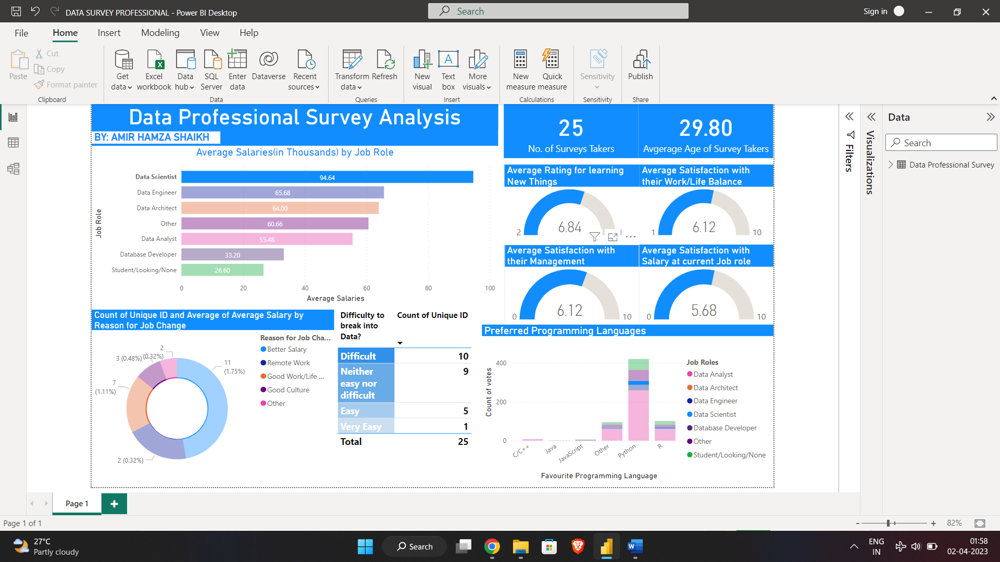 DATA SURVEY PROFESSIONAL - Power BI Desktop
Search
Sign in
File
Home
Insert
Modeling
View
Help
Paste
Cut
Copy
Format painter
Clipboard
Get data
Excel workbook
Data hub
SQL Server
Enter data
Dataverse
Recent sources
Data
Transform data
Refresh
Queries
New visual
Text box
More visuals
Insert
New measure
Quick measure
Calculations
Sensitivity
Sensitivity
Publish
Share
Data Professional Survey Analysis
BY: AMIR HAMZA SHAIKH
25
No. of Surveys Takers
29.80
Avgerage Age of Survey Takers
Average Salaries(in Thousands) by Job Role
Job Role
Data Scientist
94.64
Data Engineer
65.68
Data Architect
64.00
Other
60.66
Data Analyst
55.48
Database Developer
33.20
Student/Looking/None
26.60
0
20
40
60
80
100
Average Salaries
Average Rating for learning
New Things
2
6.84
Average Satisfaction with
their Work/Life Balance
1
6.12
10
Average Satisfaction with
their Management
0
6.12
10
Average Satisfaction with
Salary at current Job role
0
5.68
10
Count of Unique ID and Average of Average Salary by
Reason for Job Change
2
(0.32%)
3 (0.48%)
11
(1.75%)
7
(1.11%)
2 (0.32%)
Reason for Job Cha...
Better Salary
Remote Work
Good Work/Life ...
Good Culture
Other
Difficulty to
break into
Data?
Count of Unique ID
Difficult
10
Neither
easy nor
difficult
9
Easy
5
Very Easy
1
Total
25
Preferred Programming Languages
Count of votes
400
200
0
C/C++
Java
JavaScript
Other
Python
R
Favourite Programming Language
Job Roles
Data Analyst
Data Architect
Data Engineer
Data Scientist
Database Developer
Other
Student/Looking/None
Filters
Visualizations
Data
Search
Data Professional Survey
Page 1
Page 1 of 1
82%
27°C
Partly cloudy
Search
ENG
IN
01:58
02-04-2023